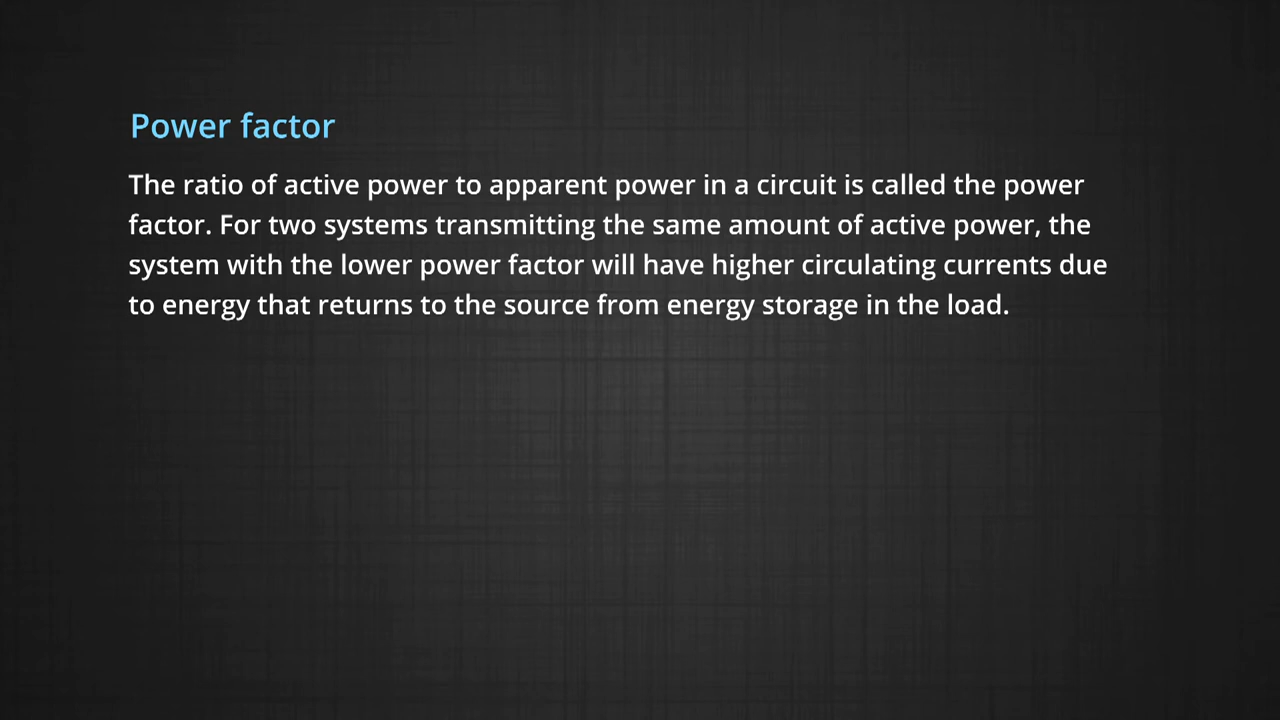 Power factor
The ratio of active power to apparent power in a circuit is called the power
factor. For two systems transmitting the same amount of active power, the
system with the lower power factor will have higher circulating currents due
to energy that returns to the source from energy storage in the load.